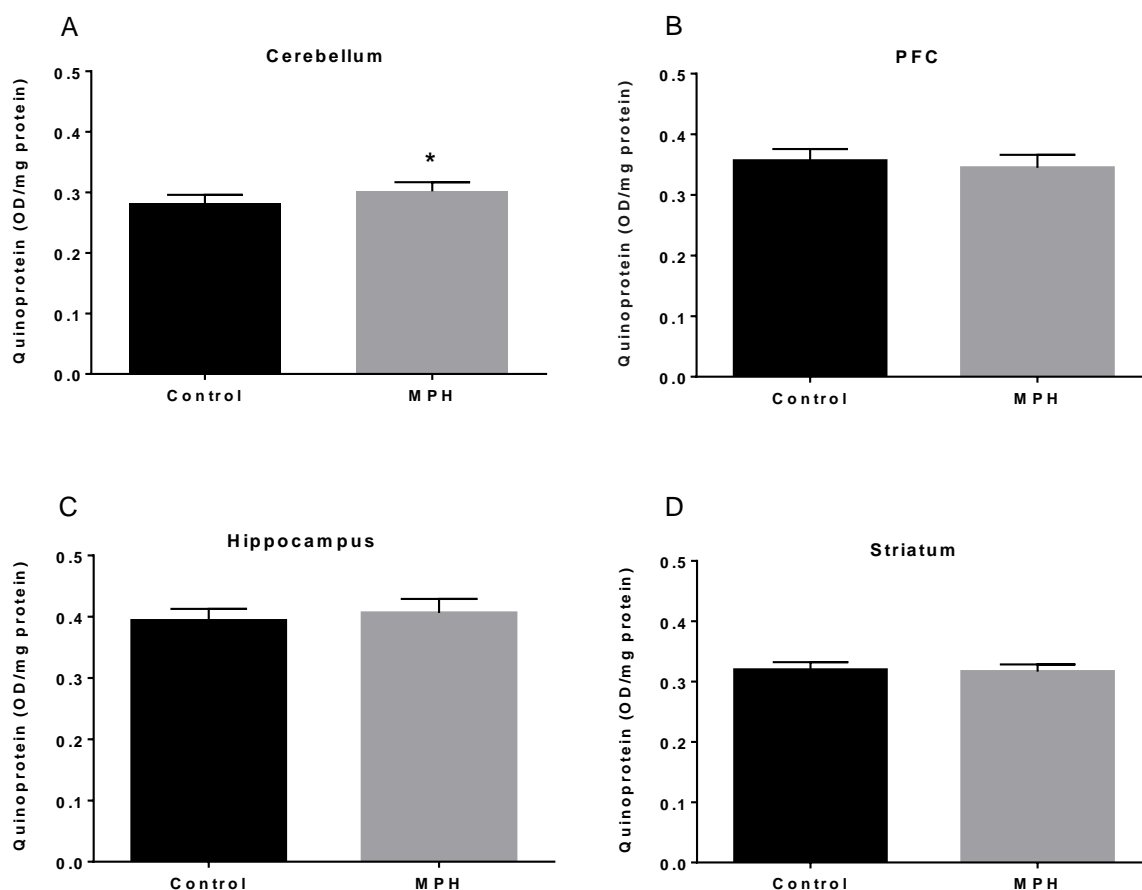 A
Cerebellum
Quinoprotein (OD/mg protein)
0.5
0.4
0.3
0.2
0.1
0.0
*
Control MPH
B
PFC
Quinoprotein (OD/mg protein)
0.5
0.4
0.3
0.2
0.1
0.0
Control MPH
C
Hippocampus
Quinoprotein (OD/mg protein)
0.5
0.4
0.3
0.2
0.1
0.0
Control MPH
D
Striatum
Quinoprotein (OD/mg protein)
0.5
0.4
0.3
0.2
0.1
0.0
Control MPH